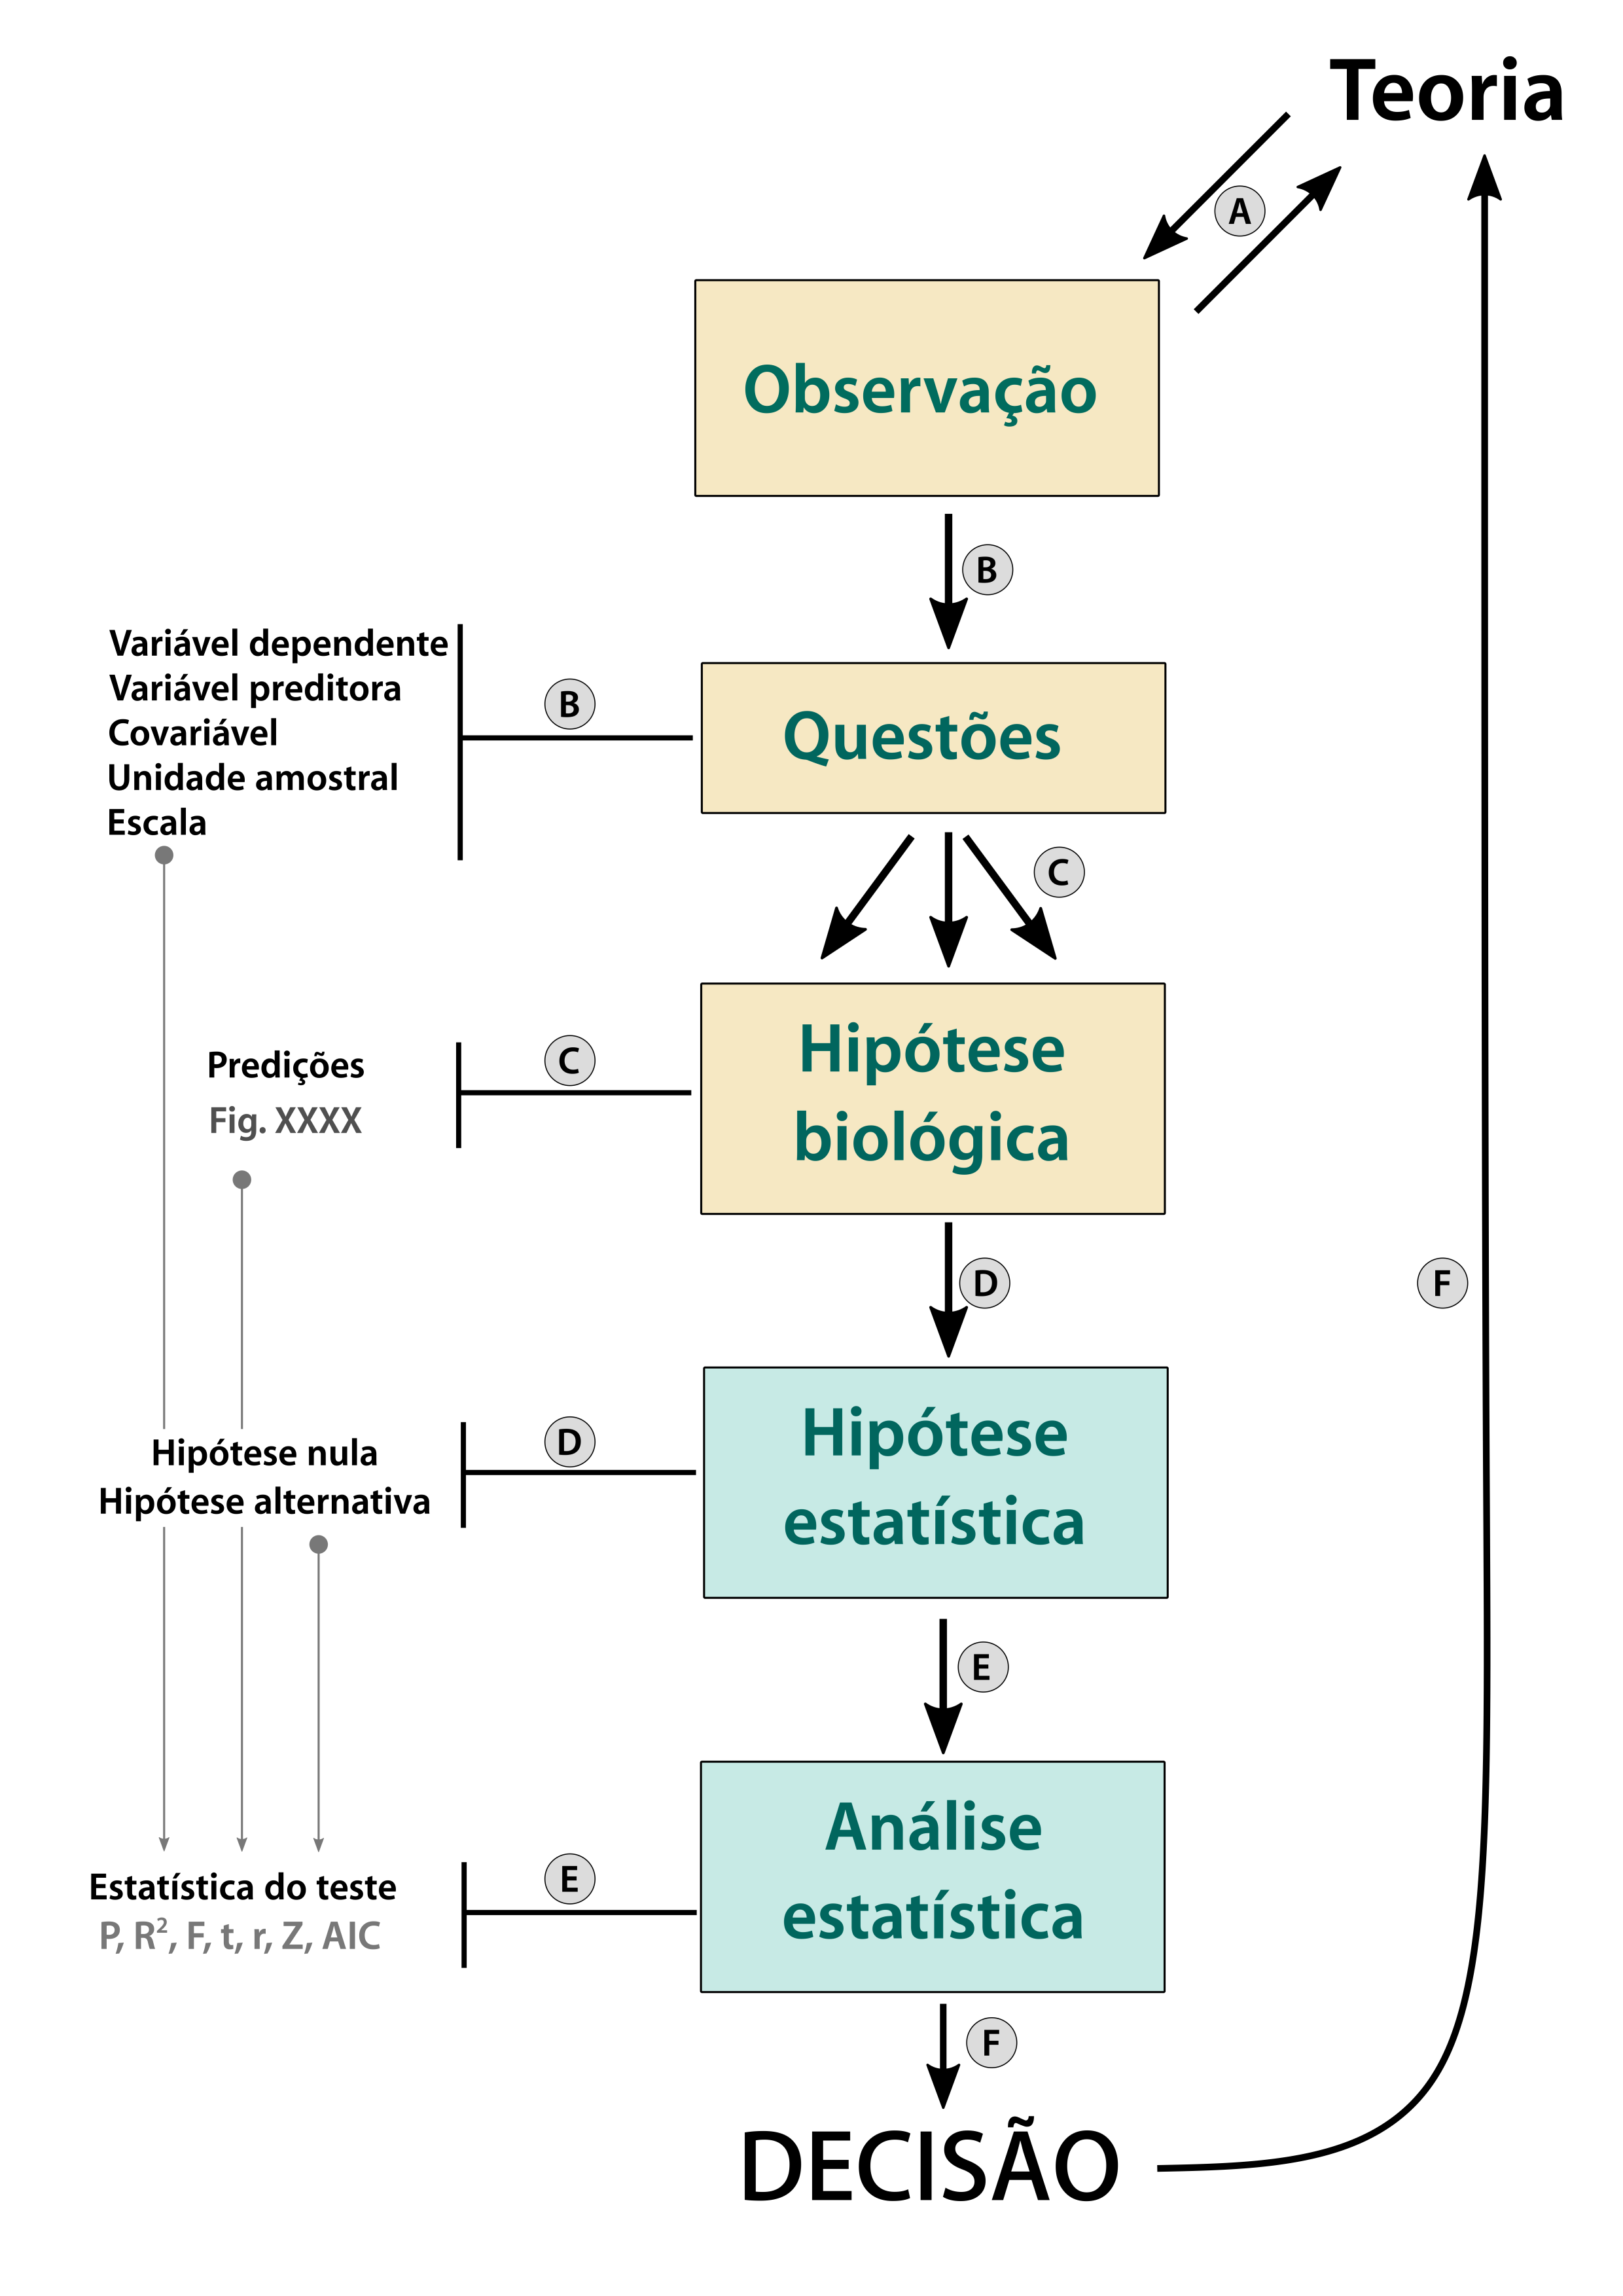 Teoria
A
Observação
B
Variável dependente
Variável preditora
Covariável
Unidade amostral
Escala
B
Questões
C
Predições
Fig. XXXX
C
Hipótese
biológica
D
F
Hipótese nula
Hipótese alternativa
D
Hipótese
estatística
E
Estatística do teste
P, R², F, t, r, Z, AIC
E
Análise
estatística
F
DECISÃO